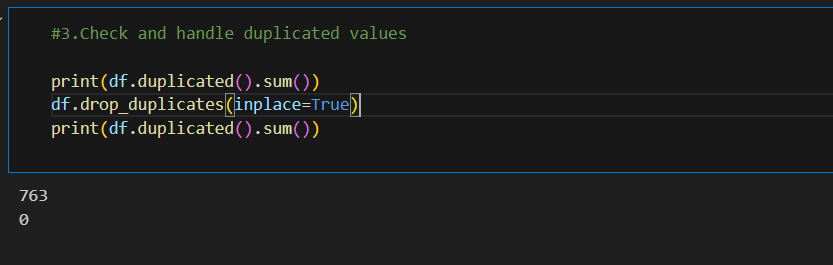 #3.Check and handle duplicated values
print(df.duplicated().sum())
df.drop_duplicates(inplace=True)
print(df.duplicated().sum())
763
0